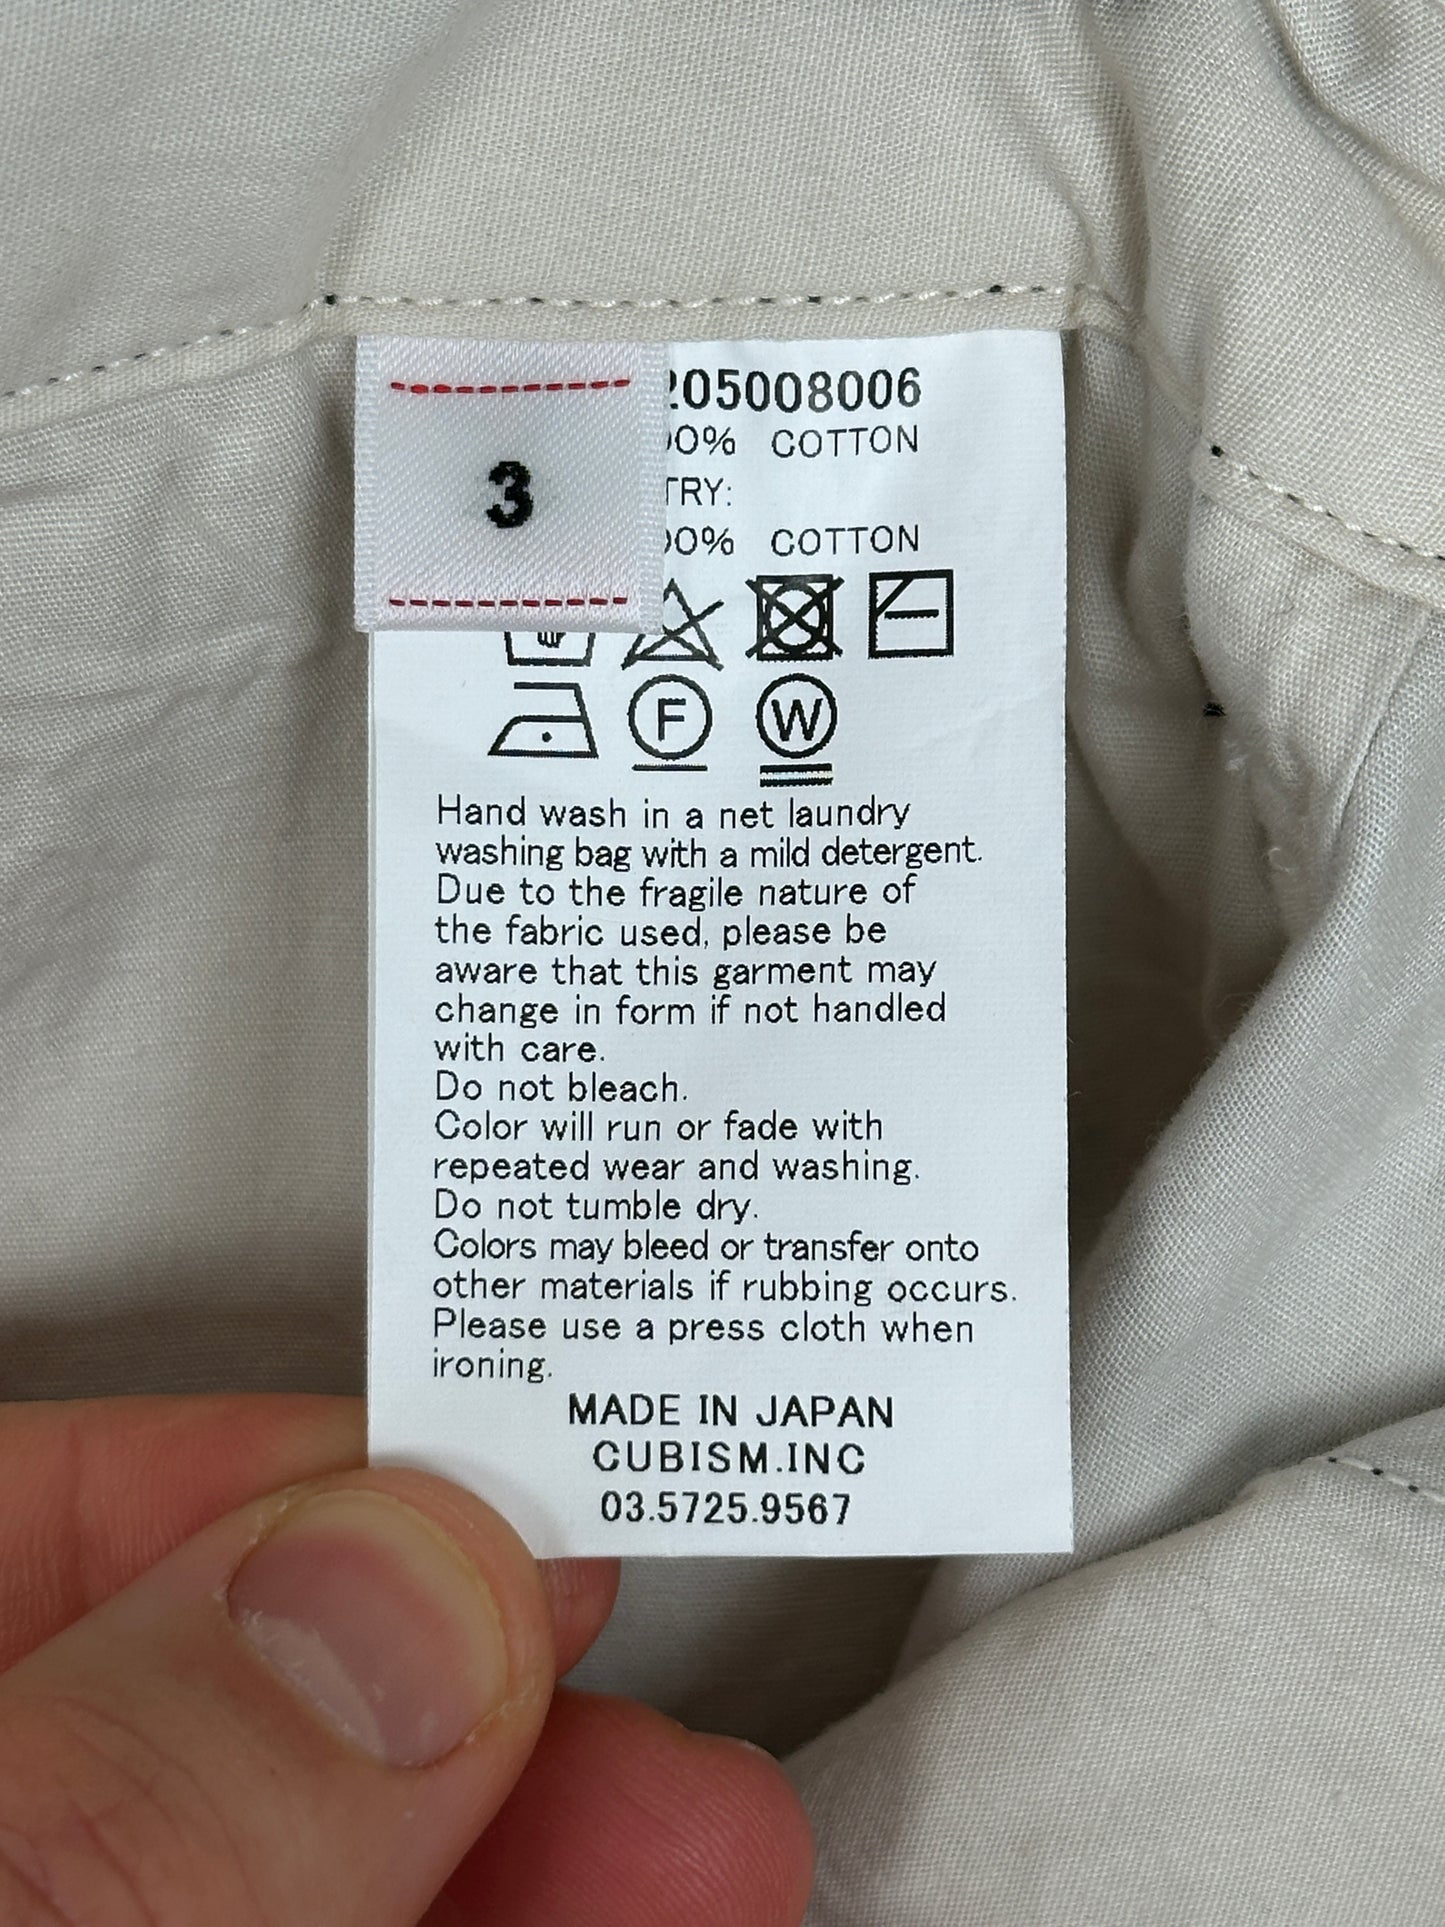 3
205008006
00% COTTON
TRY:
00% COTTON
F W
Hand wash in a net laundry
washing bag with a mild detergent.
Due to the fragile nature of
the fabric used, please be
aware that this garment may
change in form if not handled
with care.
Do not bleach.
Color will run or fade with
repeated wear and washing.
Do not tumble dry.
Colors may bleed or transfer onto
other materials if rubbing occurs.
Please use a press cloth when
ironing.
MADE IN JAPAN
CUBISM.INC
03.5725.9567